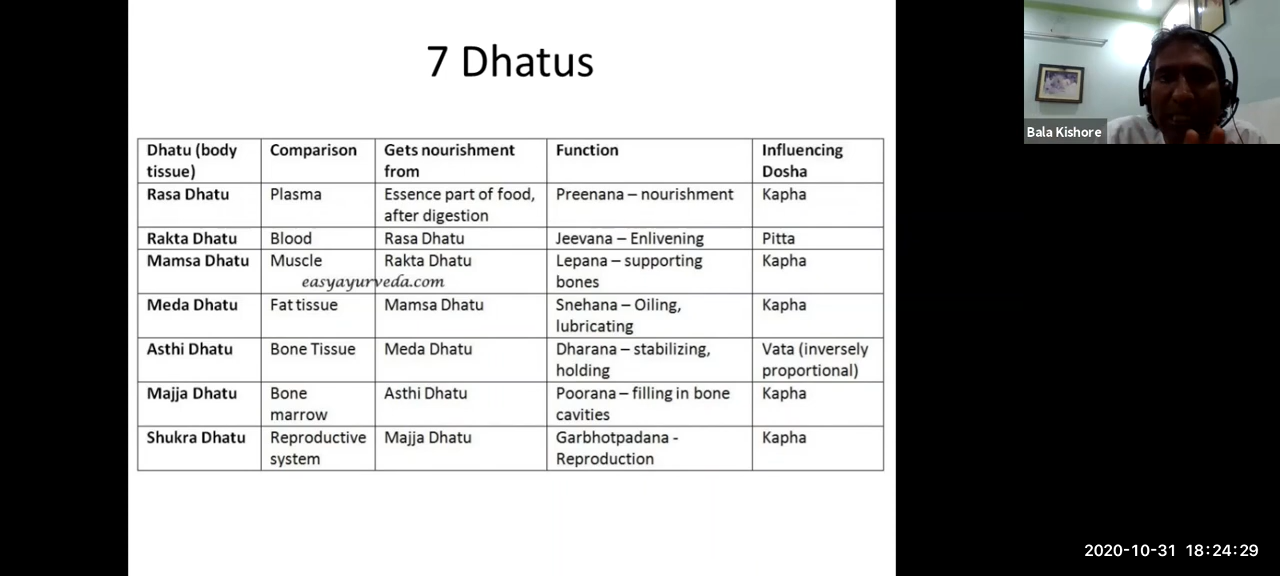 7 Dhatus
Bala Kishore
Dhatu (body tissue) Comparison Gets nourishment from Function Influencing Dosha
Rasa Dhatu Plasma Essence part of food, after digestion Preenana – nourishment Kapha
Rakta Dhatu Blood Rasa Dhatu Jeevana – Enlivening Pitta
Mamsa Dhatu Muscle Rakta Dhatu Lepana – supporting bones Kapha
easyayurveda.com
Meda Dhatu Fat tissue Mamsa Dhatu Snehana – Oiling, lubricating Kapha
Asthi Dhatu Bone Tissue Meda Dhatu Dharana – stabilizing, holding Vata (inversely proportional)
Majja Dhatu Bone marrow Asthi Dhatu Poorana – filling in bone cavities Kapha
Shukra Dhatu Reproductive system Majja Dhatu Garbhotpadana - Reproduction Kapha
2020-10-31 18:24:29